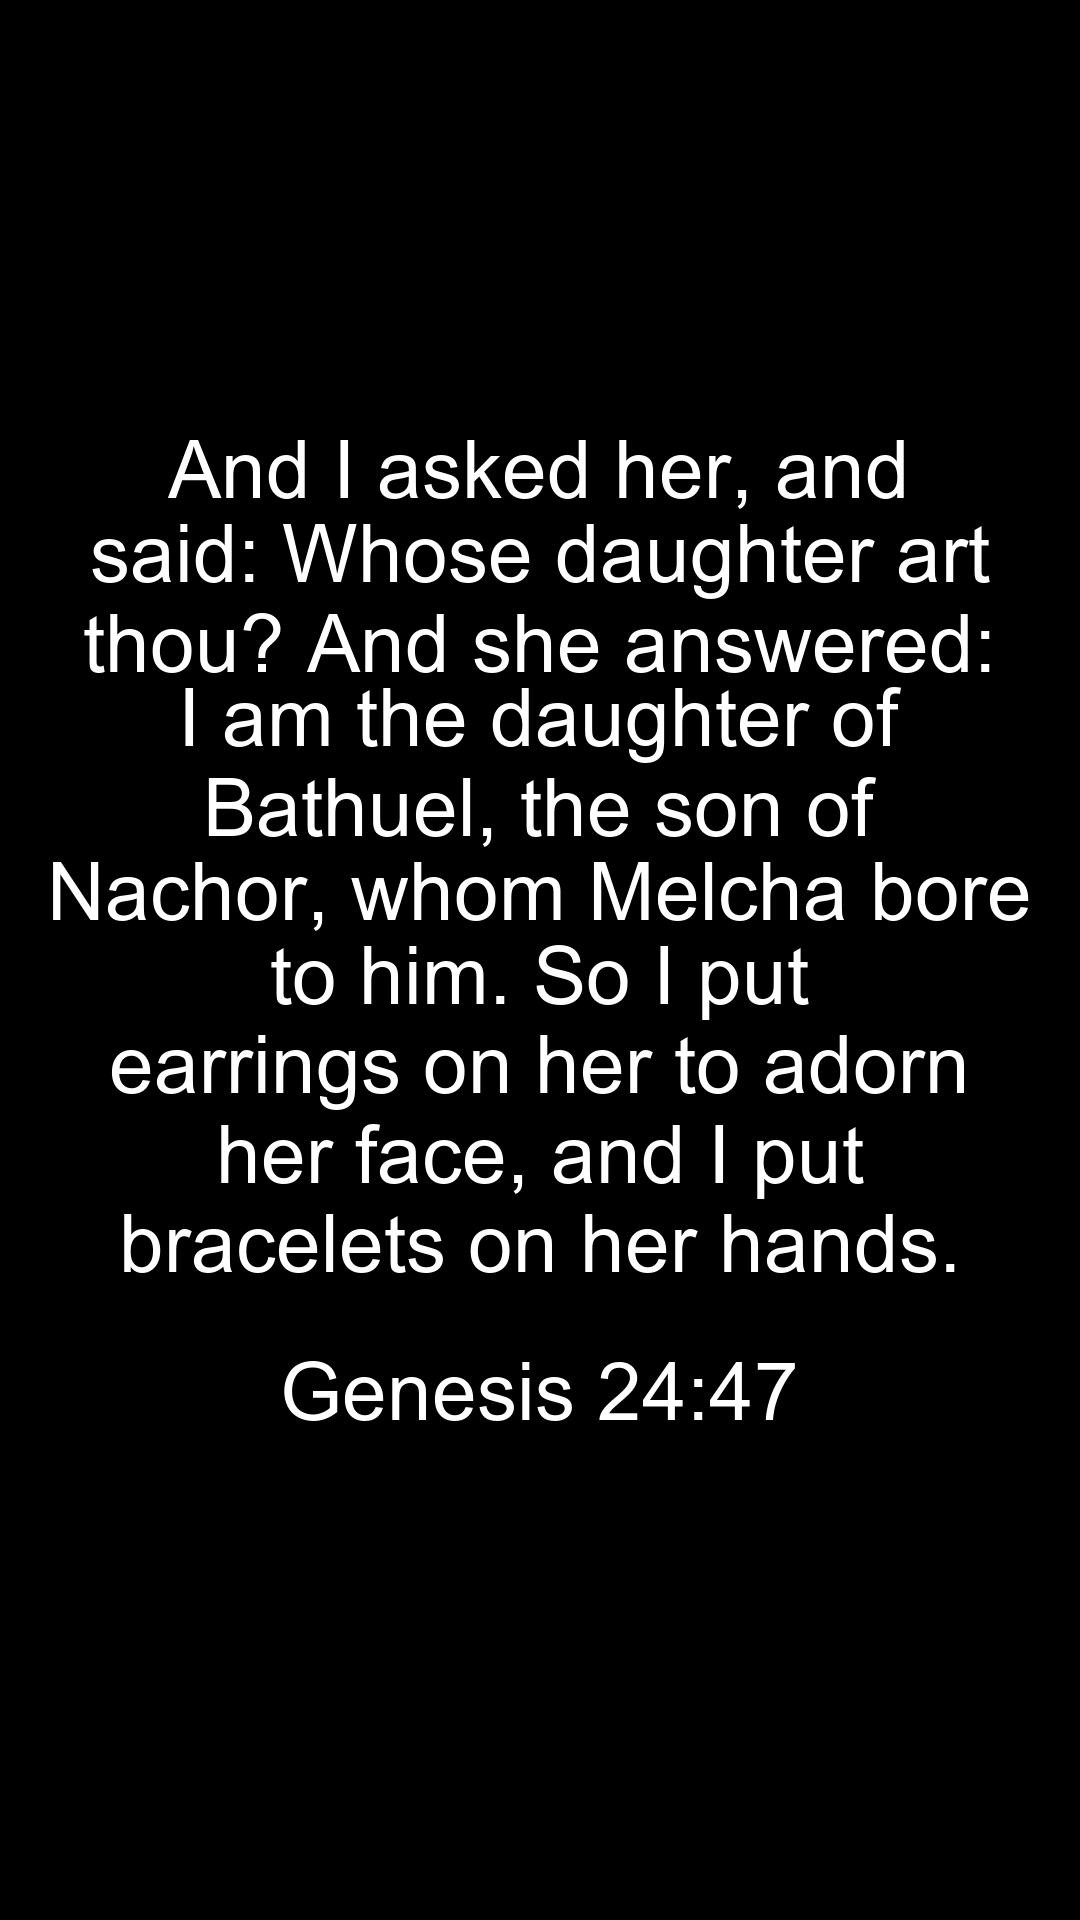 And I asked her, and
said: Whose daughter art
thou? And she answered:
I am the daughter of
Bathuel, the son of
Nachor, whom Melcha bore
to him. So I put
earrings on her to adorn
her face, and I put
bracelets on her hands.
Genesis 24:47